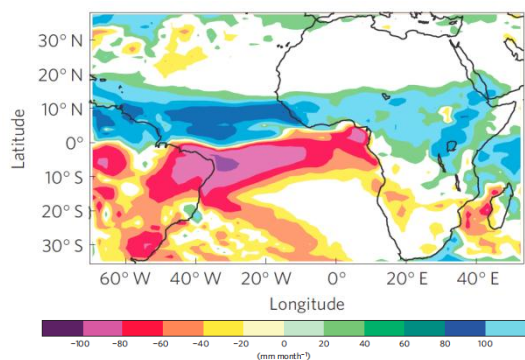 30° N
20° N
10° N
0°
10° S
20° S
30° S
Latitude
60° W
40° W
20° W
0°
20° E
40° E
Longitude
−100
−80
−60
−40
−20
0
20
40
60
80
100
(mm month⁻¹)